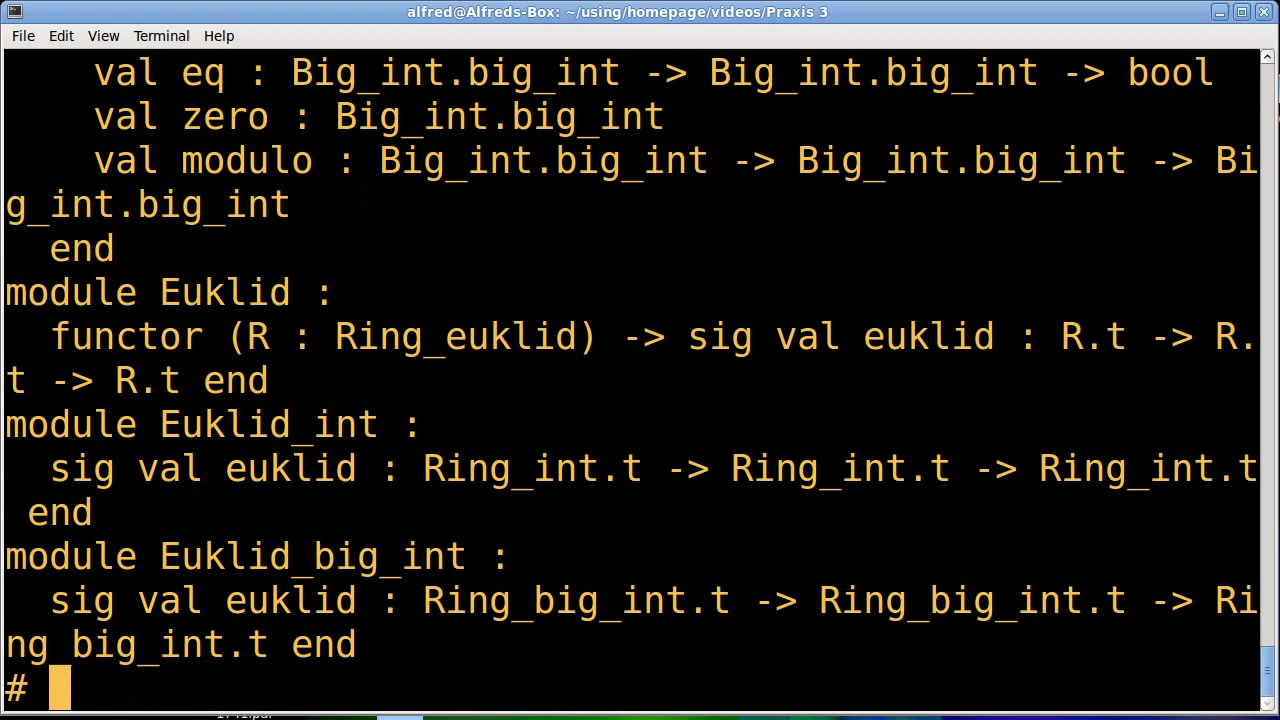 alfred@Alfreds-Box: ~/using/homepage/videos/Praxis 3
File Edit View Terminal Help
val eq : Big_int.big_int -> Big_int.big_int -> bool
val zero : Big_int.big_int
val modulo : Big_int.big_int -> Big_int.big_int -> Bi
g_int.big_int
end
module Euklid :
functor (R : Ring_euklid) -> sig val euklid : R.t -> R.
t -> R.t end
module Euklid_int :
sig val euklid : Ring_int.t -> Ring_int.t -> Ring_int.t
end
module Euklid_big_int :
sig val euklid : Ring_big_int.t -> Ring_big_int.t -> Ri
ng_big_int.t end
#